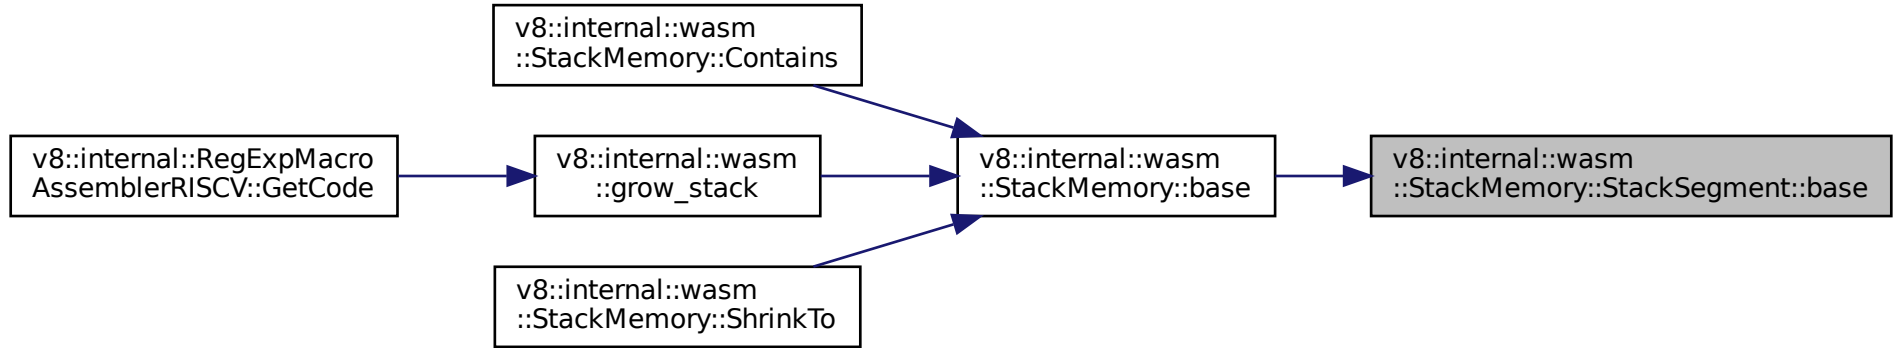 v8::internal::wasm
::StackMemory::Contains
v8::internal::RegExpMacro
AssemblerRISCV::GetCode
v8::internal::wasm
::grow_stack
v8::internal::wasm
::StackMemory::base
v8::internal::wasm
::StackMemory::StackSegment::base
v8::internal::wasm
::StackMemory::ShrinkTo